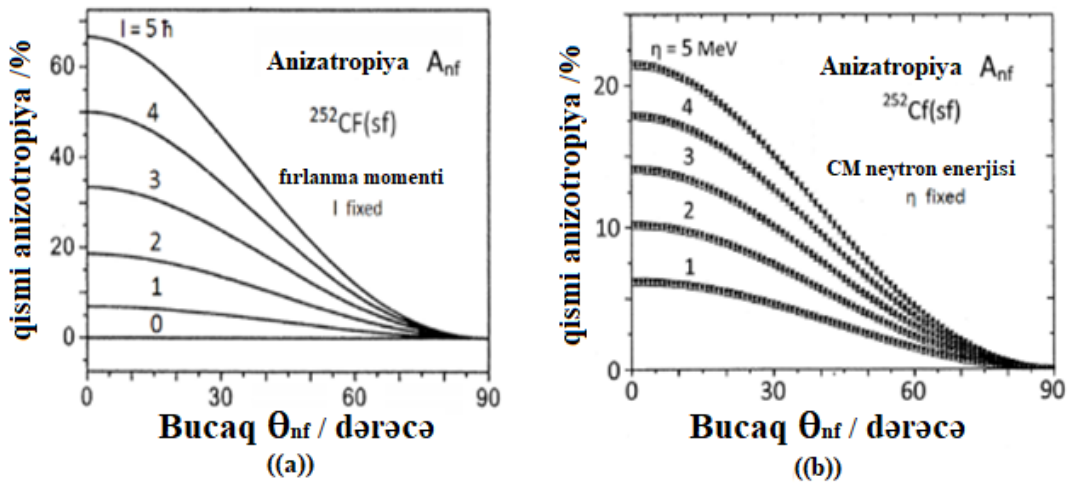 qismi anizotropiya /%
I = 5 ħ
Anizatropiya Anf
²⁵²CF(sf)
fırlanma momenti
I fixed
4
3
2
1
0
60
40
20
0
0 30 60 90
Bucaq Θnf / dərəcə
((a))
qismi anizotropiya /%
η = 5 MeV
Anizatropiya Anf
²⁵²Cf(sf)
CM neytron enerjisi
η fixed
4
3
2
1
20
10
0
0 30 60 90
Bucaq Θnf / dərəcə
((b))